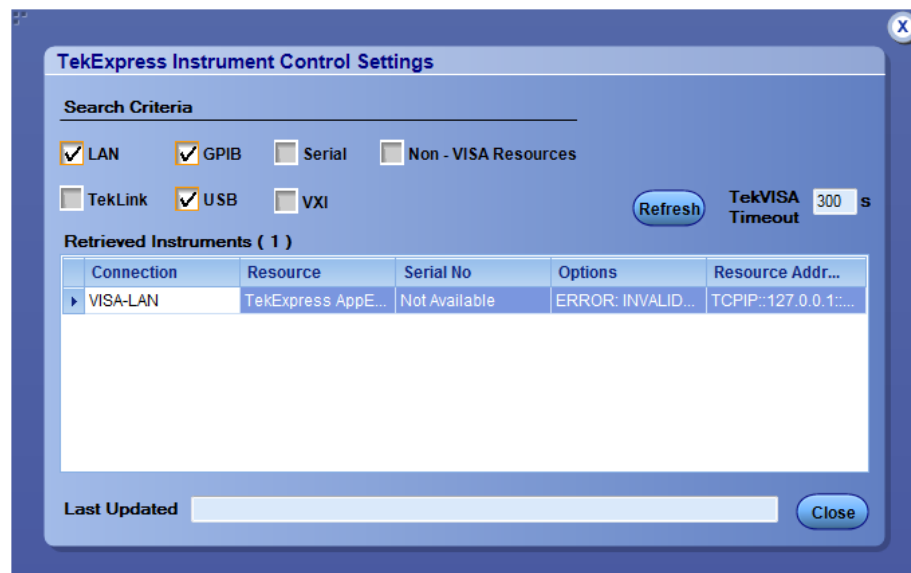 X
TekExpress Instrument Control Settings
Search Criteria
LAN GPIB Serial Non - VISA Resources
TekLink USB VXI Refresh TekVISA Timeout 300 s
Retrieved Instruments ( 1 )
Connection Resource Serial No Options Resource Addr...
VISA-LAN TekExpress AppE... Not Available ERROR: INVALID... TCPIP::127.0.0.1::...
Last Updated Close